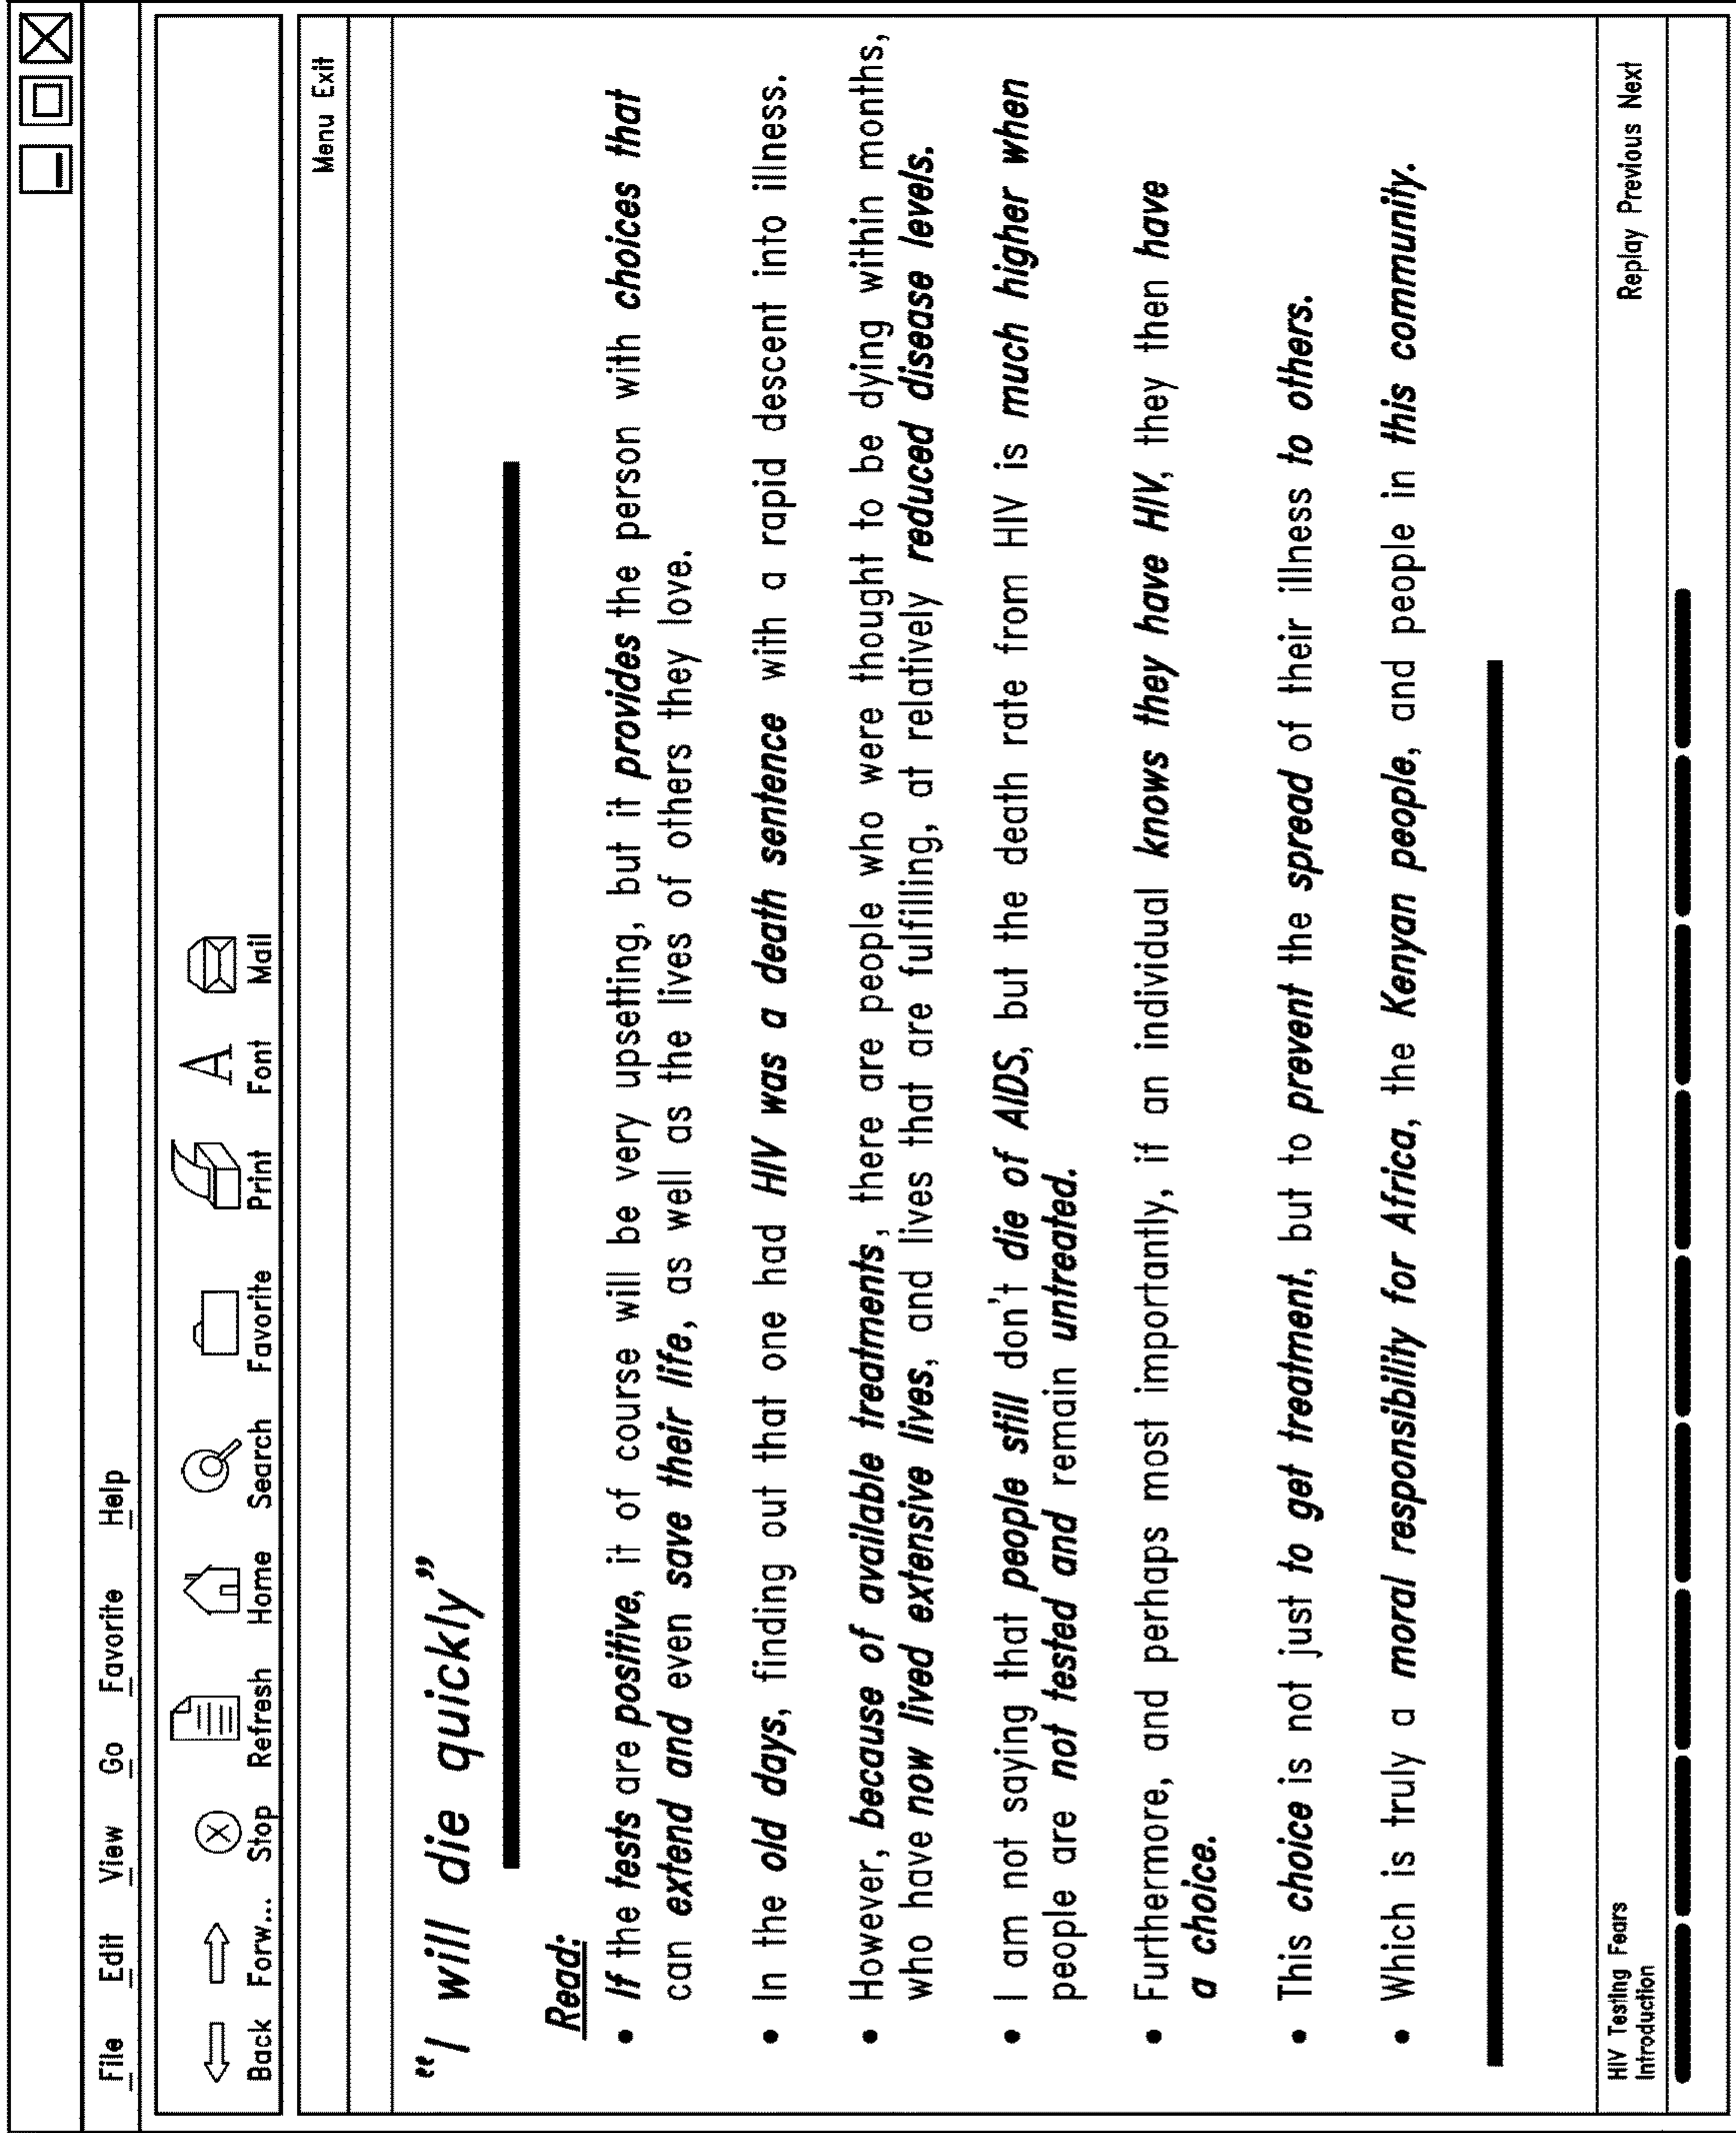 File Edit View Go Favorite Help
Back Forw... Stop Refresh Home Search Favorite Print Font Mail
Menu Exit
“I will die quickly”
Read:
• If the tests are positive, it of course will be very upsetting, but it provides the person with choices that
can extend and even save their life, as well as the lives of others they love.
• In the old days, finding out that one had HIV was a death sentence with a rapid descent into illness.
• However, because of available treatments, there are people who were thought to be dying within months,
who have now lived extensive lives, and lives that are fulfilling, at relatively reduced disease levels.
• I am not saying that people still don't die of AIDS, but the death rate from HIV is much higher when
people are not tested and remain untreated.
• Furthermore, and perhaps most importantly, if an individual knows they have HIV, they then have
a choice.
• This choice is not just to get treatment, but to prevent the spread of their illness to others.
• Which is truly a moral responsibility for Africa, the Kenyan people, and people in this community.
HIV Testing Fears
Introduction
Replay Previous Next